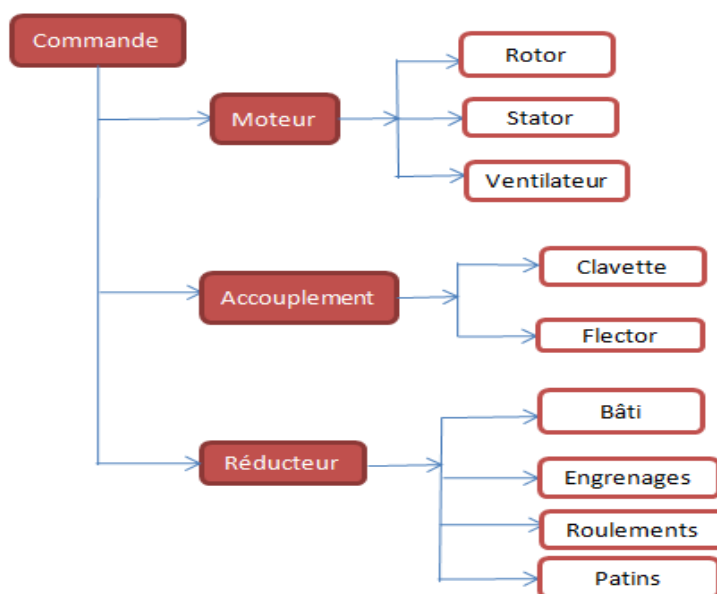 Commande
Moteur
Rotor
Stator
Ventilateur
Accouplement
Clavette
Flector
Réducteur
Bâti
Engrenages
Roulements
Patins